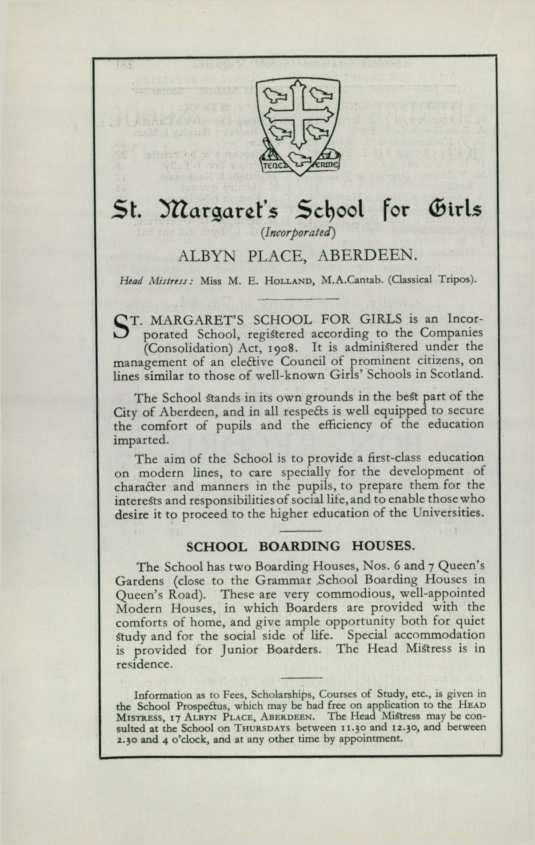 TENEZ FERME
St. Margaret's School for Girls
(Incorporated)
ALBYN PLACE, ABERDEEN.
Head Mistress: Miss M. E. HOLLAND, M.A.Cantab. (Classical Tripos).
ST. MARGARET'S SCHOOL FOR GIRLS is an Incor-
porated School, registered according to the Companies
(Consolidation) Act, 1908. It is administered under the
management of an elective Council of prominent citizens, on
lines similar to those of well-known Girls' Schools in Scotland.
The School stands in its own grounds in the best part of the
City of Aberdeen, and in all respects is well equipped to secure
the comfort of pupils and the efficiency of the education
imparted.
The aim of the School is to provide a first-class education
on modern lines, to care specially for the development of
character and manners in the pupils, to prepare them for the
interests and responsibilities of social life, and to enable those who
desire it to proceed to the higher education of the Universities.
SCHOOL BOARDING HOUSES.
The School has two Boarding Houses, Nos. 6 and 7 Queen's
Gardens (close to the Grammar School Boarding Houses in
Queen's Road). These are very commodious, well-appointed
Modern Houses, in which Boarders are provided with the
comforts of home, and give ample opportunity both for quiet
study and for the social side of life. Special accommodation
is provided for Junior Boarders. The Head Mistress is in
residence.
Information as to Fees, Scholarships, Courses of Study, etc., is given in
the School Prospectus, which may be had free on application to the HEAD
MISTRESS, 17 ALBYN PLACE, ABERDEEN. The Head Mistress may be con-
sulted at the School on THURSDAYS between 11.30 and 12.30, and between
2.30 and 4 o'clock, and at any other time by appointment.